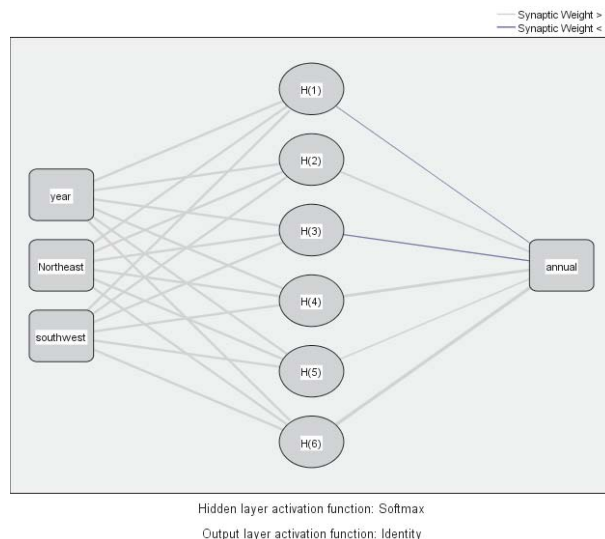 Synaptic Weight >
Synaptic Weight <
H(1)
H(2)
year
H(3)
Northeast
annual
H(4)
southwest
H(5)
H(6)
Hidden layer activation function: Softmax
Output layer activation function: Identity